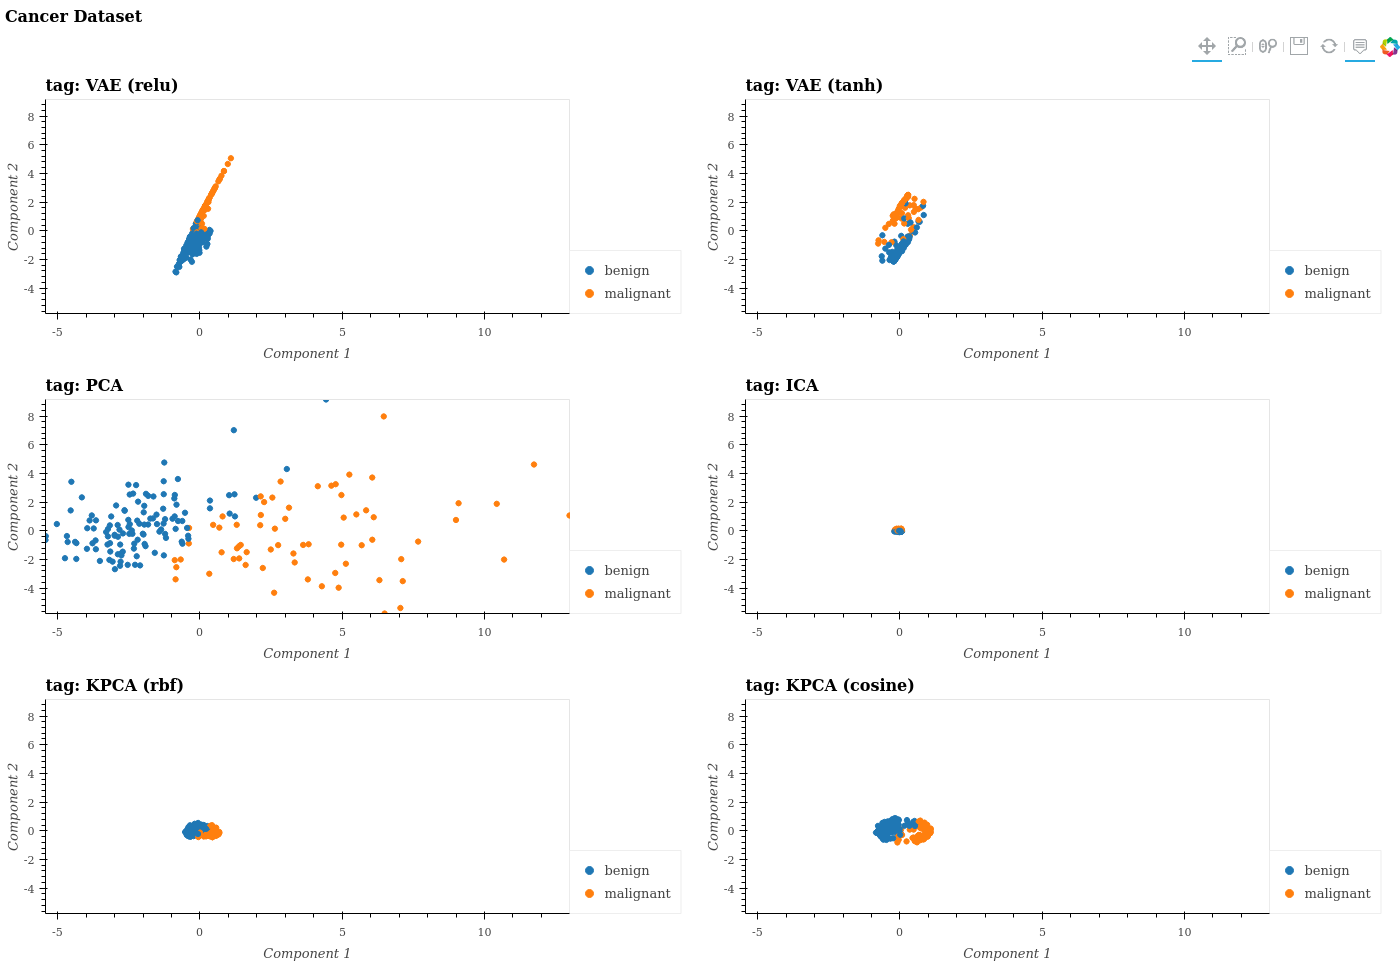 Cancer Dataset
tag: VAE (relu)
8
6
4
2
0
-2
-4
Component 2
-5
0
5
10
Component 1
benign
malignant
tag: VAE (tanh)
8
6
4
2
0
-2
-4
Component 2
-5
0
5
10
Component 1
benign
malignant
tag: PCA
8
6
4
2
0
-2
-4
Component 2
-5
0
5
10
Component 1
benign
malignant
tag: ICA
8
6
4
2
0
-2
-4
Component 2
-5
0
5
10
Component 1
benign
malignant
tag: KPCA (rbf)
8
6
4
2
0
-2
-4
Component 2
-5
0
5
10
Component 1
benign
malignant
tag: KPCA (cosine)
8
6
4
2
0
-2
-4
Component 2
-5
0
5
10
Component 1
benign
malignant